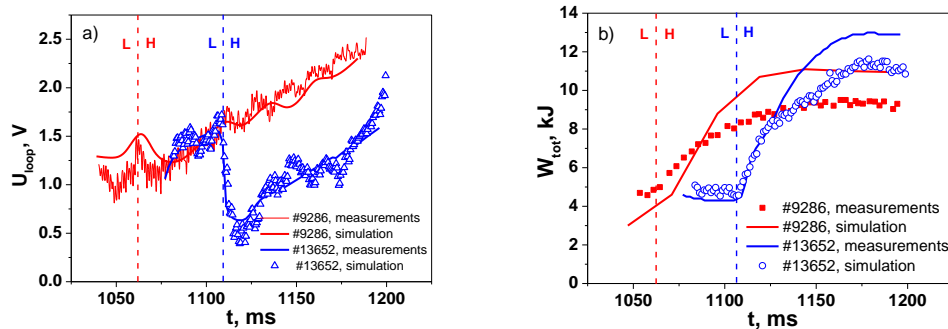 a)
L H L H
2.5
2.0
1.5
1.0
0.5
0.0
U_loop, V
#9286, measurements
#9286, simulation
#13652, measurements
#13652, simulation
1050 1100 1150 1200
t, ms
b)
L H L H
14
12
10
8
6
4
2
0
W_tot, kJ
#9286, measurements
#9286, simulation
#13652, measurements
#13652, simulation
1050 1100 1150 1200
t, ms